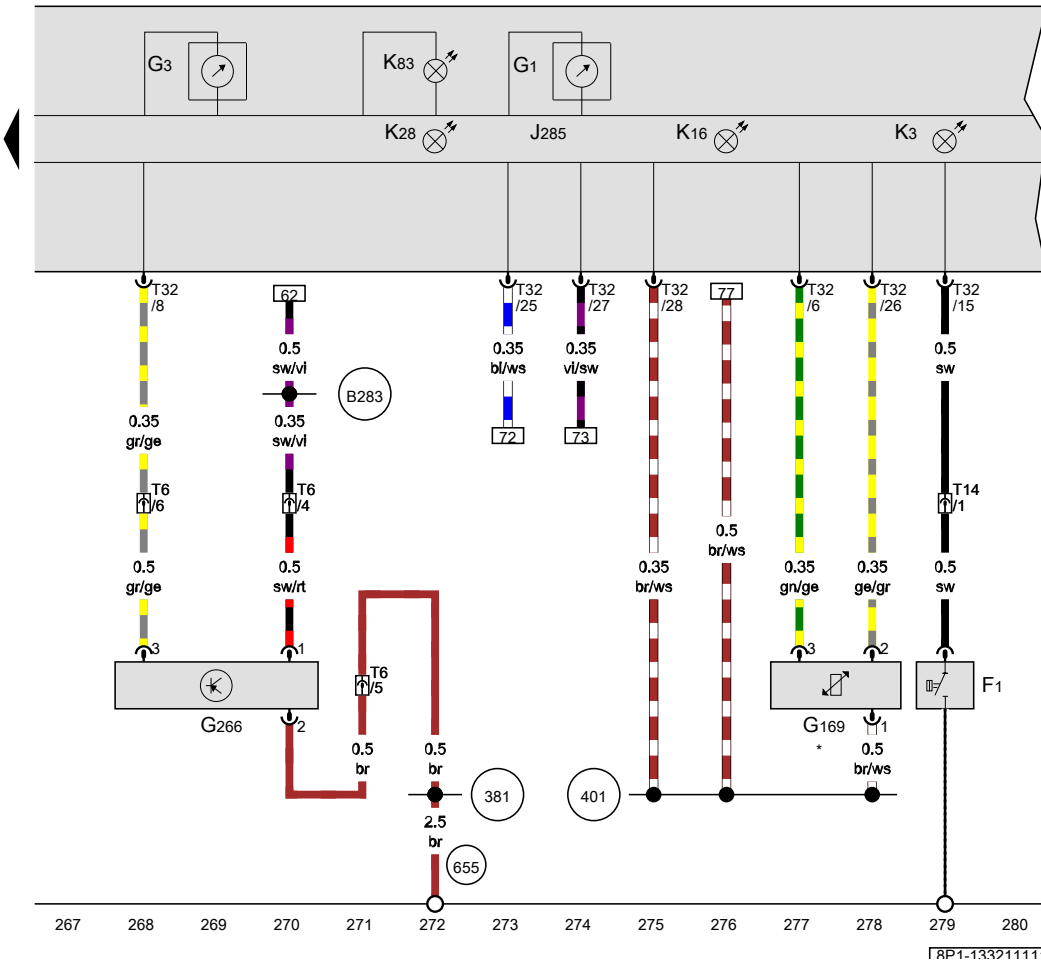 G3
K83
G1
K28
J285
K16
K3
T32
/8
62
T32
/25
T32
/27
T32
/28
77
T32
/6
T32
/26
T32
/15
0.5
sw/vi
0.35
bl/ws
0.35
vi/sw
0.5
sw
B283
0.35
gr/ge
0.35
sw/vi
72
73
T6
/6
T6
/4
T14
/1
0.5
br/ws
0.5
gr/ge
0.5
sw/rt
0.35
br/ws
0.35
gn/ge
0.35
ge/gr
0.5
sw
3
1
3
2
T6
/5
F1
G266
2
G169
*
1
0.5
br
0.5
br
0.5
br/ws
381
401
2.5
br
655
267 268 269 270 271 272 273 274 275 276 277 278 279 280